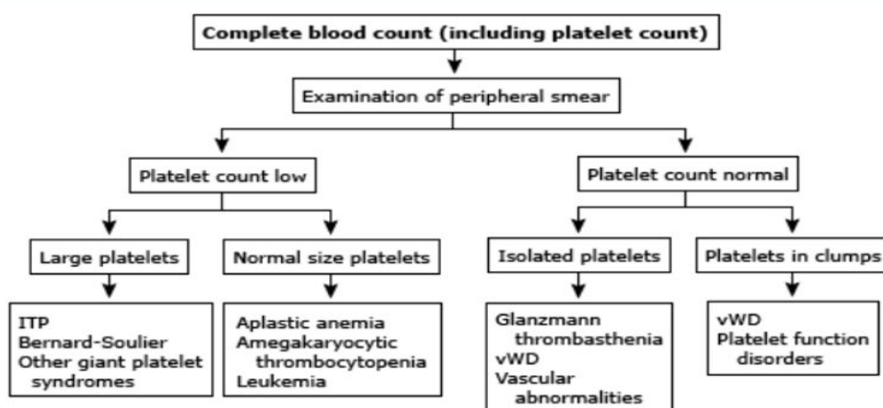 Complete blood count (including platelet count)
Examination of peripheral smear
Platelet count low
Platelet count normal
Large platelets
Normal size platelets
Isolated platelets
Platelets in clumps
ITP
Bernard-Soulier
Other giant platelet
syndromes
Aplastic anemia
Amegakaryocytic
thrombocytopenia
Leukemia
Glanzmann
thrombasthenia
vWD
Vascular
abnormalities
vWD
Platelet function
disorders